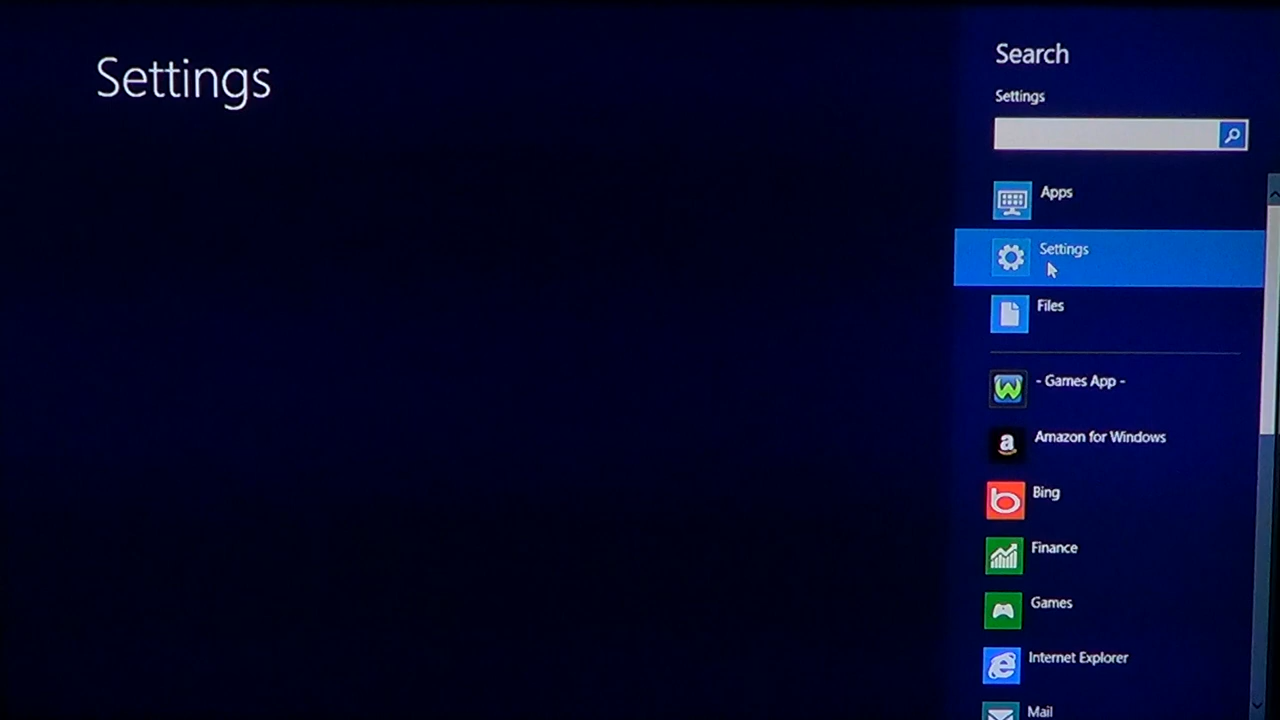 Settings
Search
Settings
Apps
Settings
Files
- Games App -
Amazon for Windows
Bing
Finance
Games
Internet Explorer
Mail